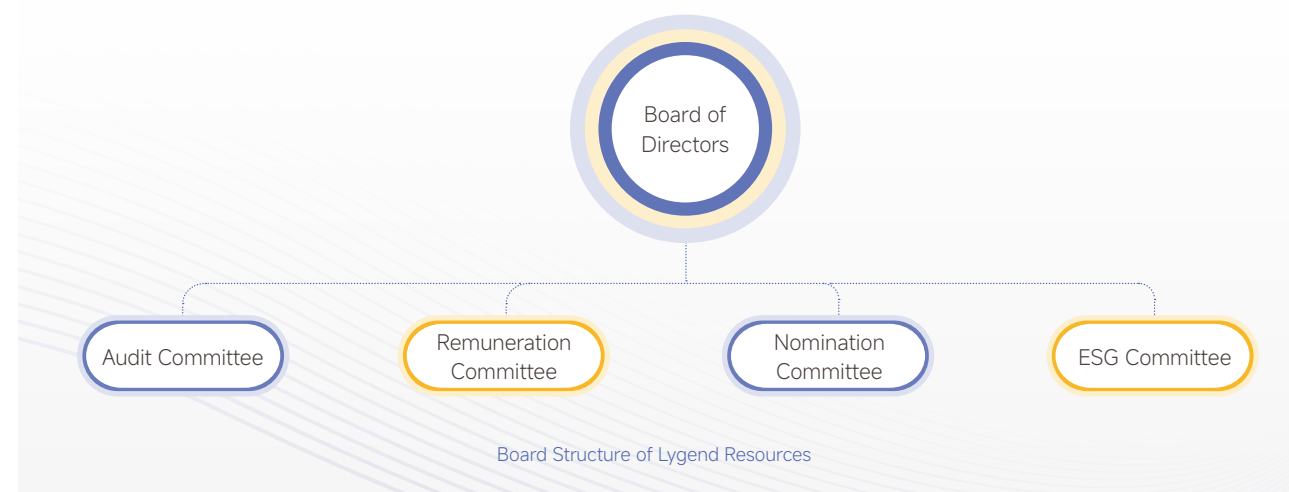 Board of
Directors
Audit Committee
Remuneration
Committee
Nomination
Committee
ESG Committee
Board Structure of Lygend Resources